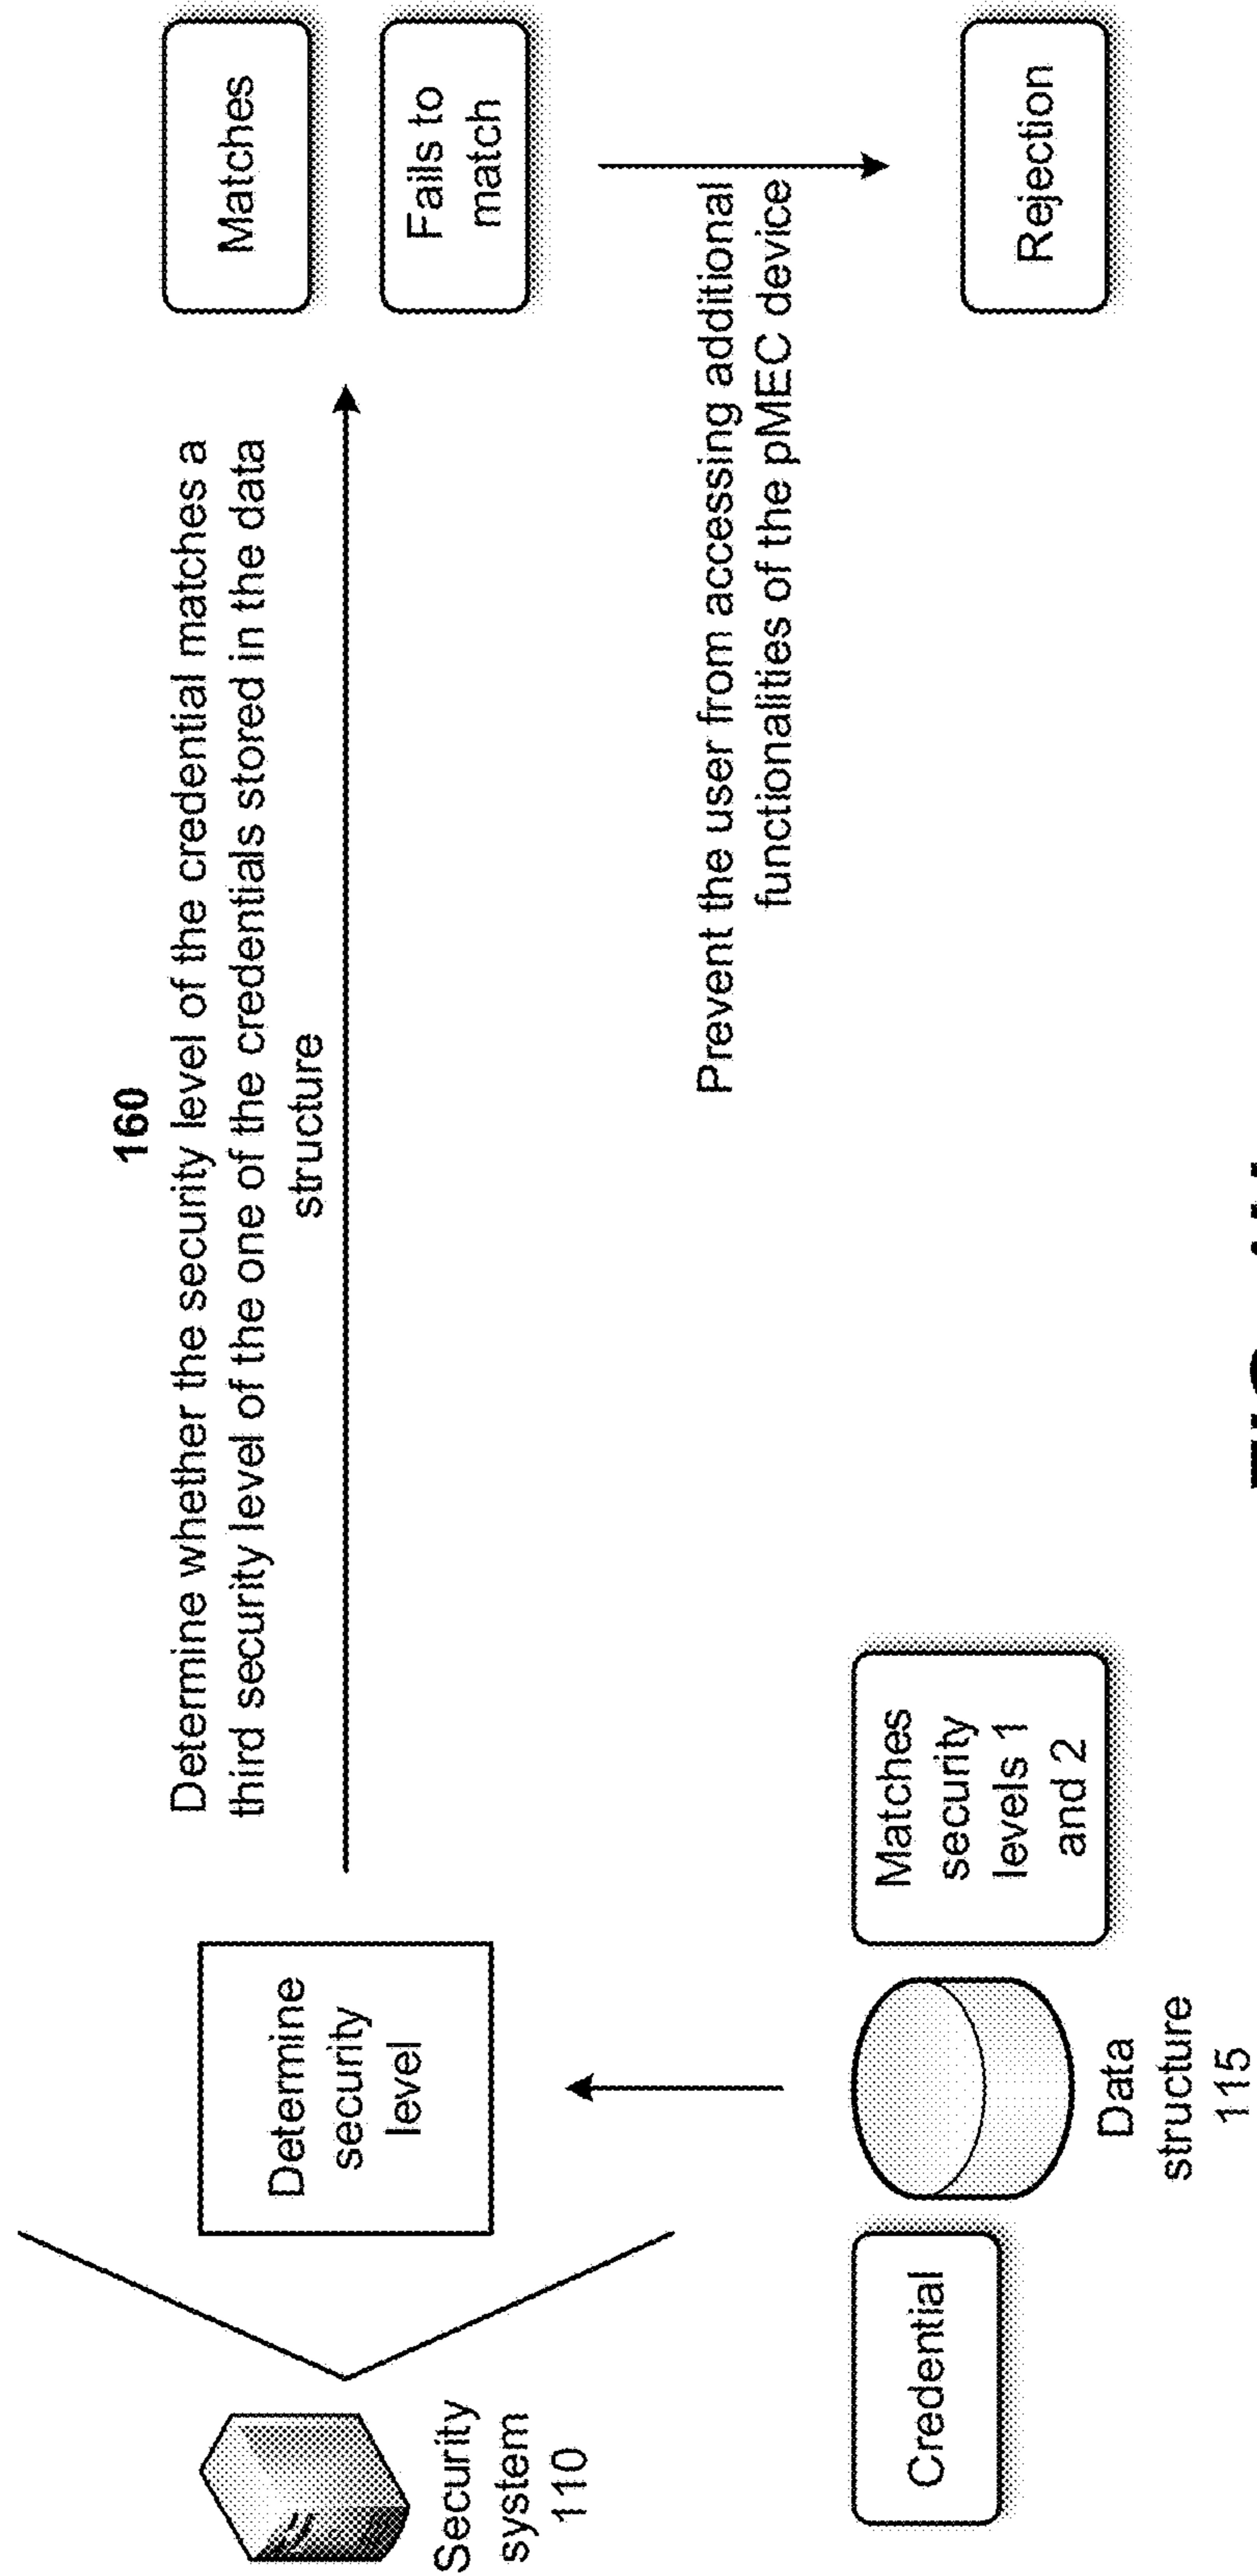 160
Determine whether the security level of the credential matches a
third security level of the one of the credentials stored in the data
structure
Security
system
110
Determine
security
level
Matches
Fails to
match
Prevent the user from accessing additional
functionalities of the pMEC device
Credential
Data
structure
115
Matches
security
levels 1
and 2
Rejection